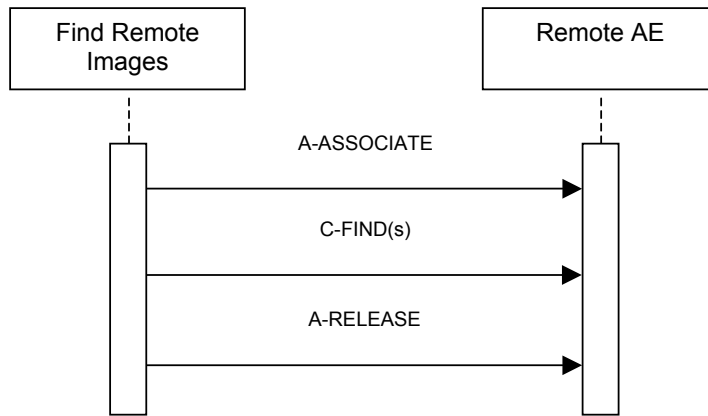 Find Remote
Images
Remote AE
A-ASSOCIATE
C-FIND(s)
A-RELEASE